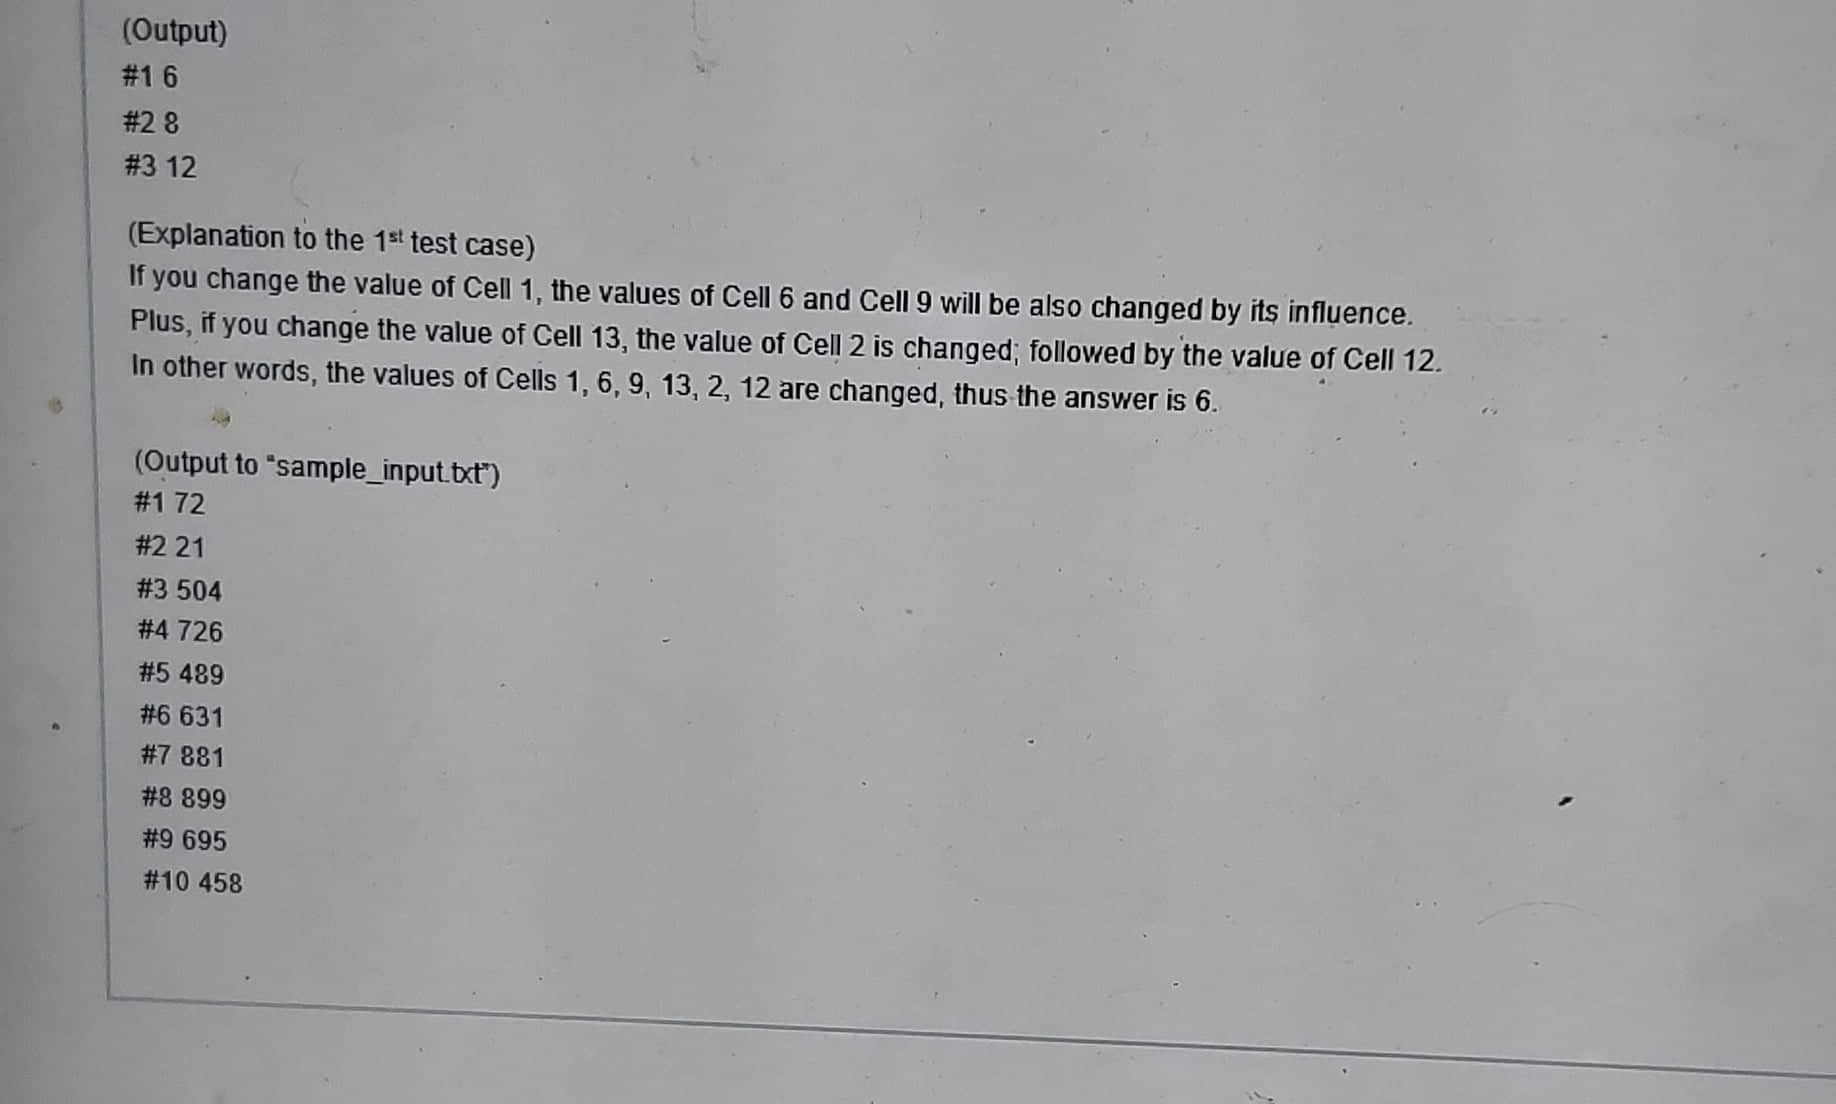 (Output)
#1 6
#2 8
#3 12
(Explanation to the 1st test case)
If you change the value of Cell 1, the values of Cell 6 and Cell 9 will be also changed by its influence.
Plus, if you change the value of Cell 13, the value of Cell 2 is changed; followed by the value of Cell 12.
In other words, the values of Cells 1, 6, 9, 13, 2, 12 are changed, thus the answer is 6.
(Output to "sample_input.txt")
#1 72
#2 21
#3 504
#4 726
#5 489
#6 631
#7 881
#8 899
#9 695
#10 458